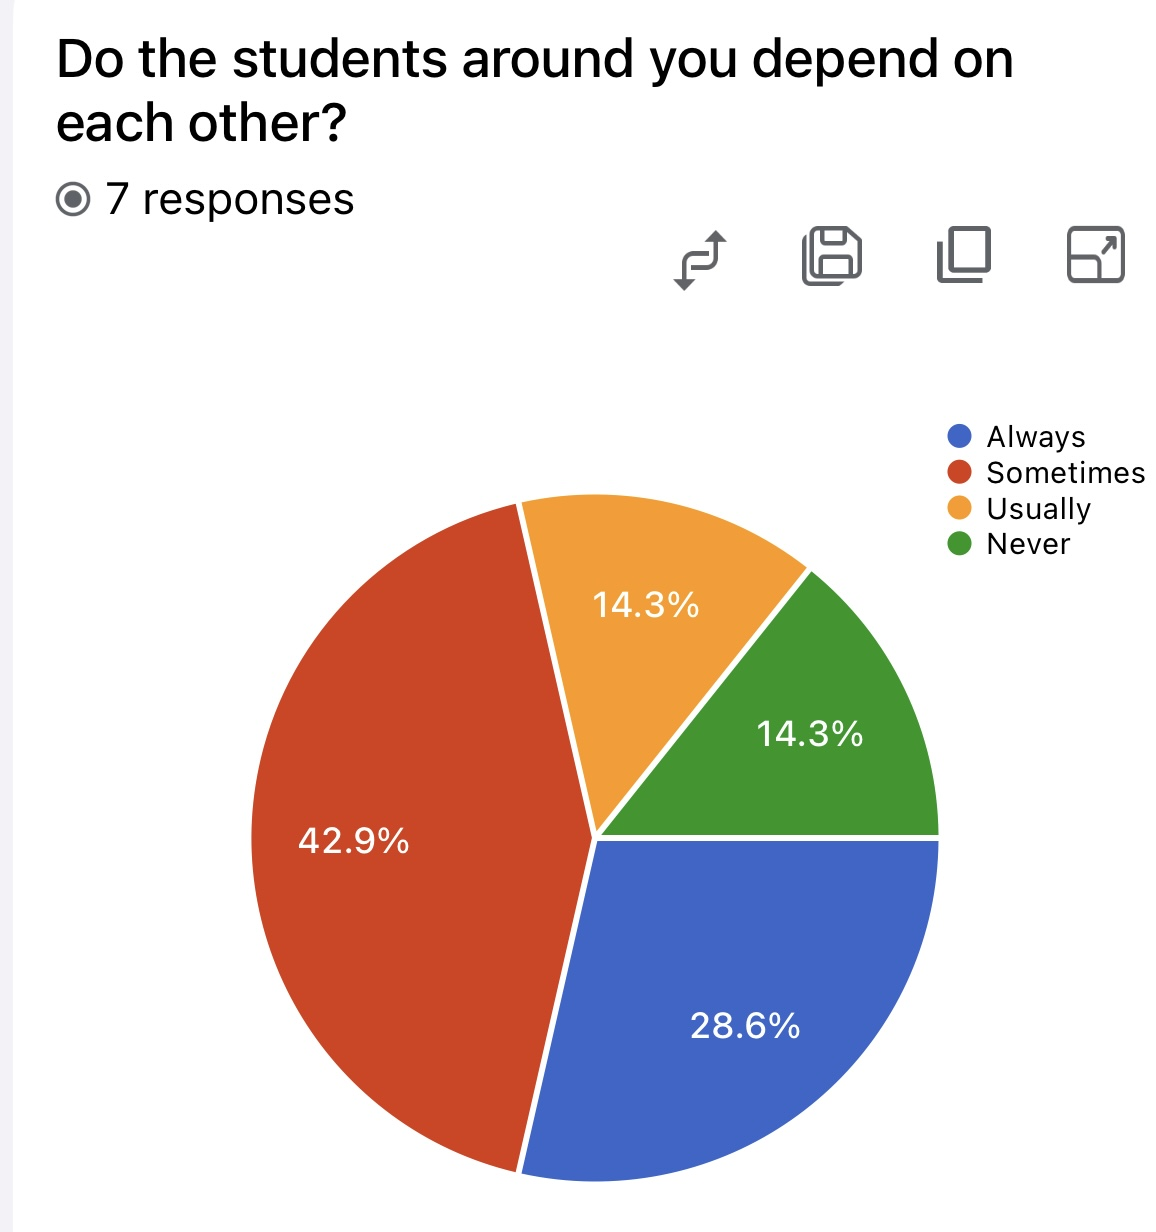 Do the students around you depend on
each other?
7 responses
Always
Sometimes
Usually
Never
14.3%
14.3%
42.9%
28.6%